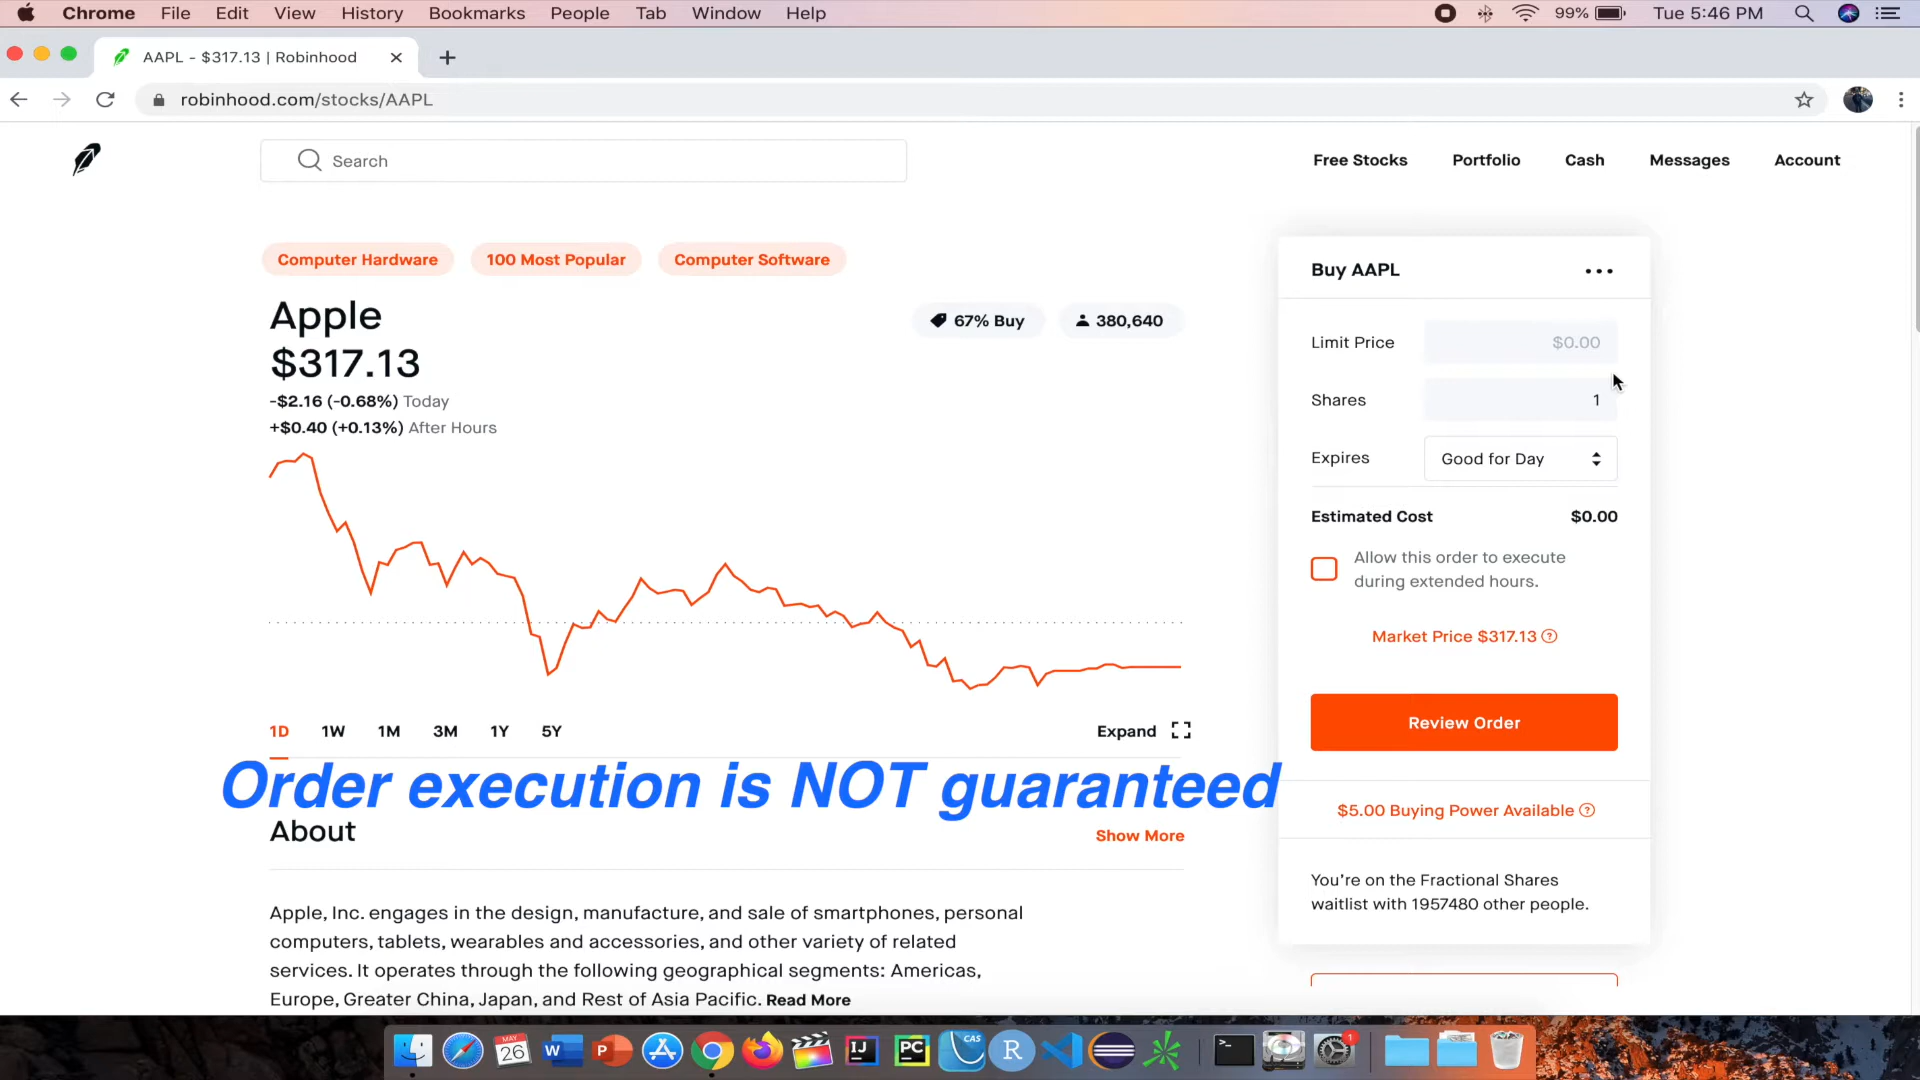 Chrome File Edit View History Bookmarks People Tab Window Help 99% Tue 5:46 PM
AAPL - $317.13 | Robinhood
robinhood.com/stocks/AAPL
Search
Free Stocks Portfolio Cash Messages Account
Computer Hardware 100 Most Popular Computer Software
Apple
$317.13
67% Buy 380,640
-$2.16 (-0.68%) Today
+$0.40 (+0.13%) After Hours
1D 1W 1M 3M 1Y 5Y Expand
Order execution is NOT guaranteed
About Show More
Apple, Inc. engages in the design, manufacture, and sale of smartphones, personal
computers, tablets, wearables and accessories, and other variety of related
services. It operates through the following geographical segments: Americas,
Europe, Greater China, Japan, and Rest of Asia Pacific. Read More
Buy AAPL
Limit Price $0.00
Shares 1
Expires Good for Day
Estimated Cost $0.00
Allow this order to execute
during extended hours.
Market Price $317.13 ?
Review Order
$5.00 Buying Power Available ?
You're on the Fractional Shares
waitlist with 1957480 other people.
MAY
26
W
P
IJ
PC
CAS
R
>_
1